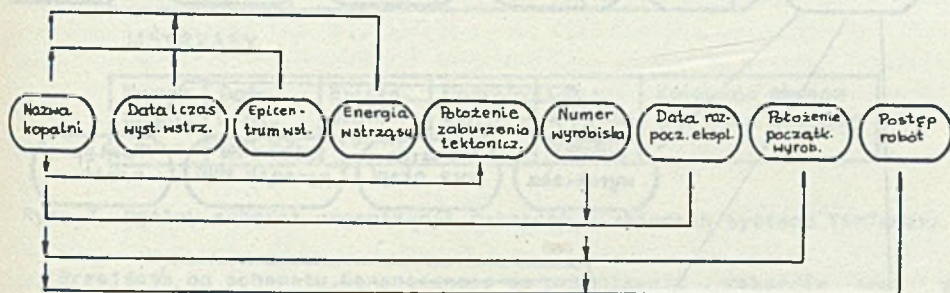 Nazwa
kopalni
Data i czas
wyst. wstrz.
Epicen-
trum wst.
Energia
wstrząsu
Położenie
zaburzenia
tektonicz.
Numer
wyrobiska
Data roz-
pocz. ekspl.
Położenie
początk.
wyrob.
Postęp
robót